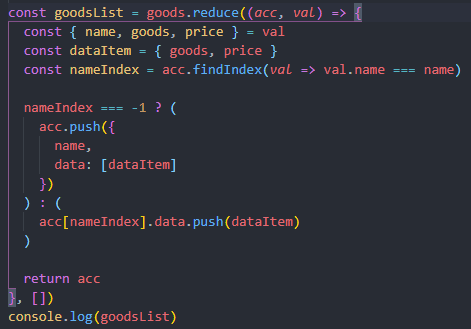 const goodsList = goods.reduce((acc, val) => {
  const { name, goods, price } = val
  const dataItem = { goods, price }
  const nameIndex = acc.findIndex(val => val.name === name)

  nameIndex === -1 ? (
    acc.push({
      name,
      data: [dataItem]
    })
  ) : (
    acc[nameIndex].data.push(dataItem)
  )

  return acc
}, [])
console.log(goodsList)